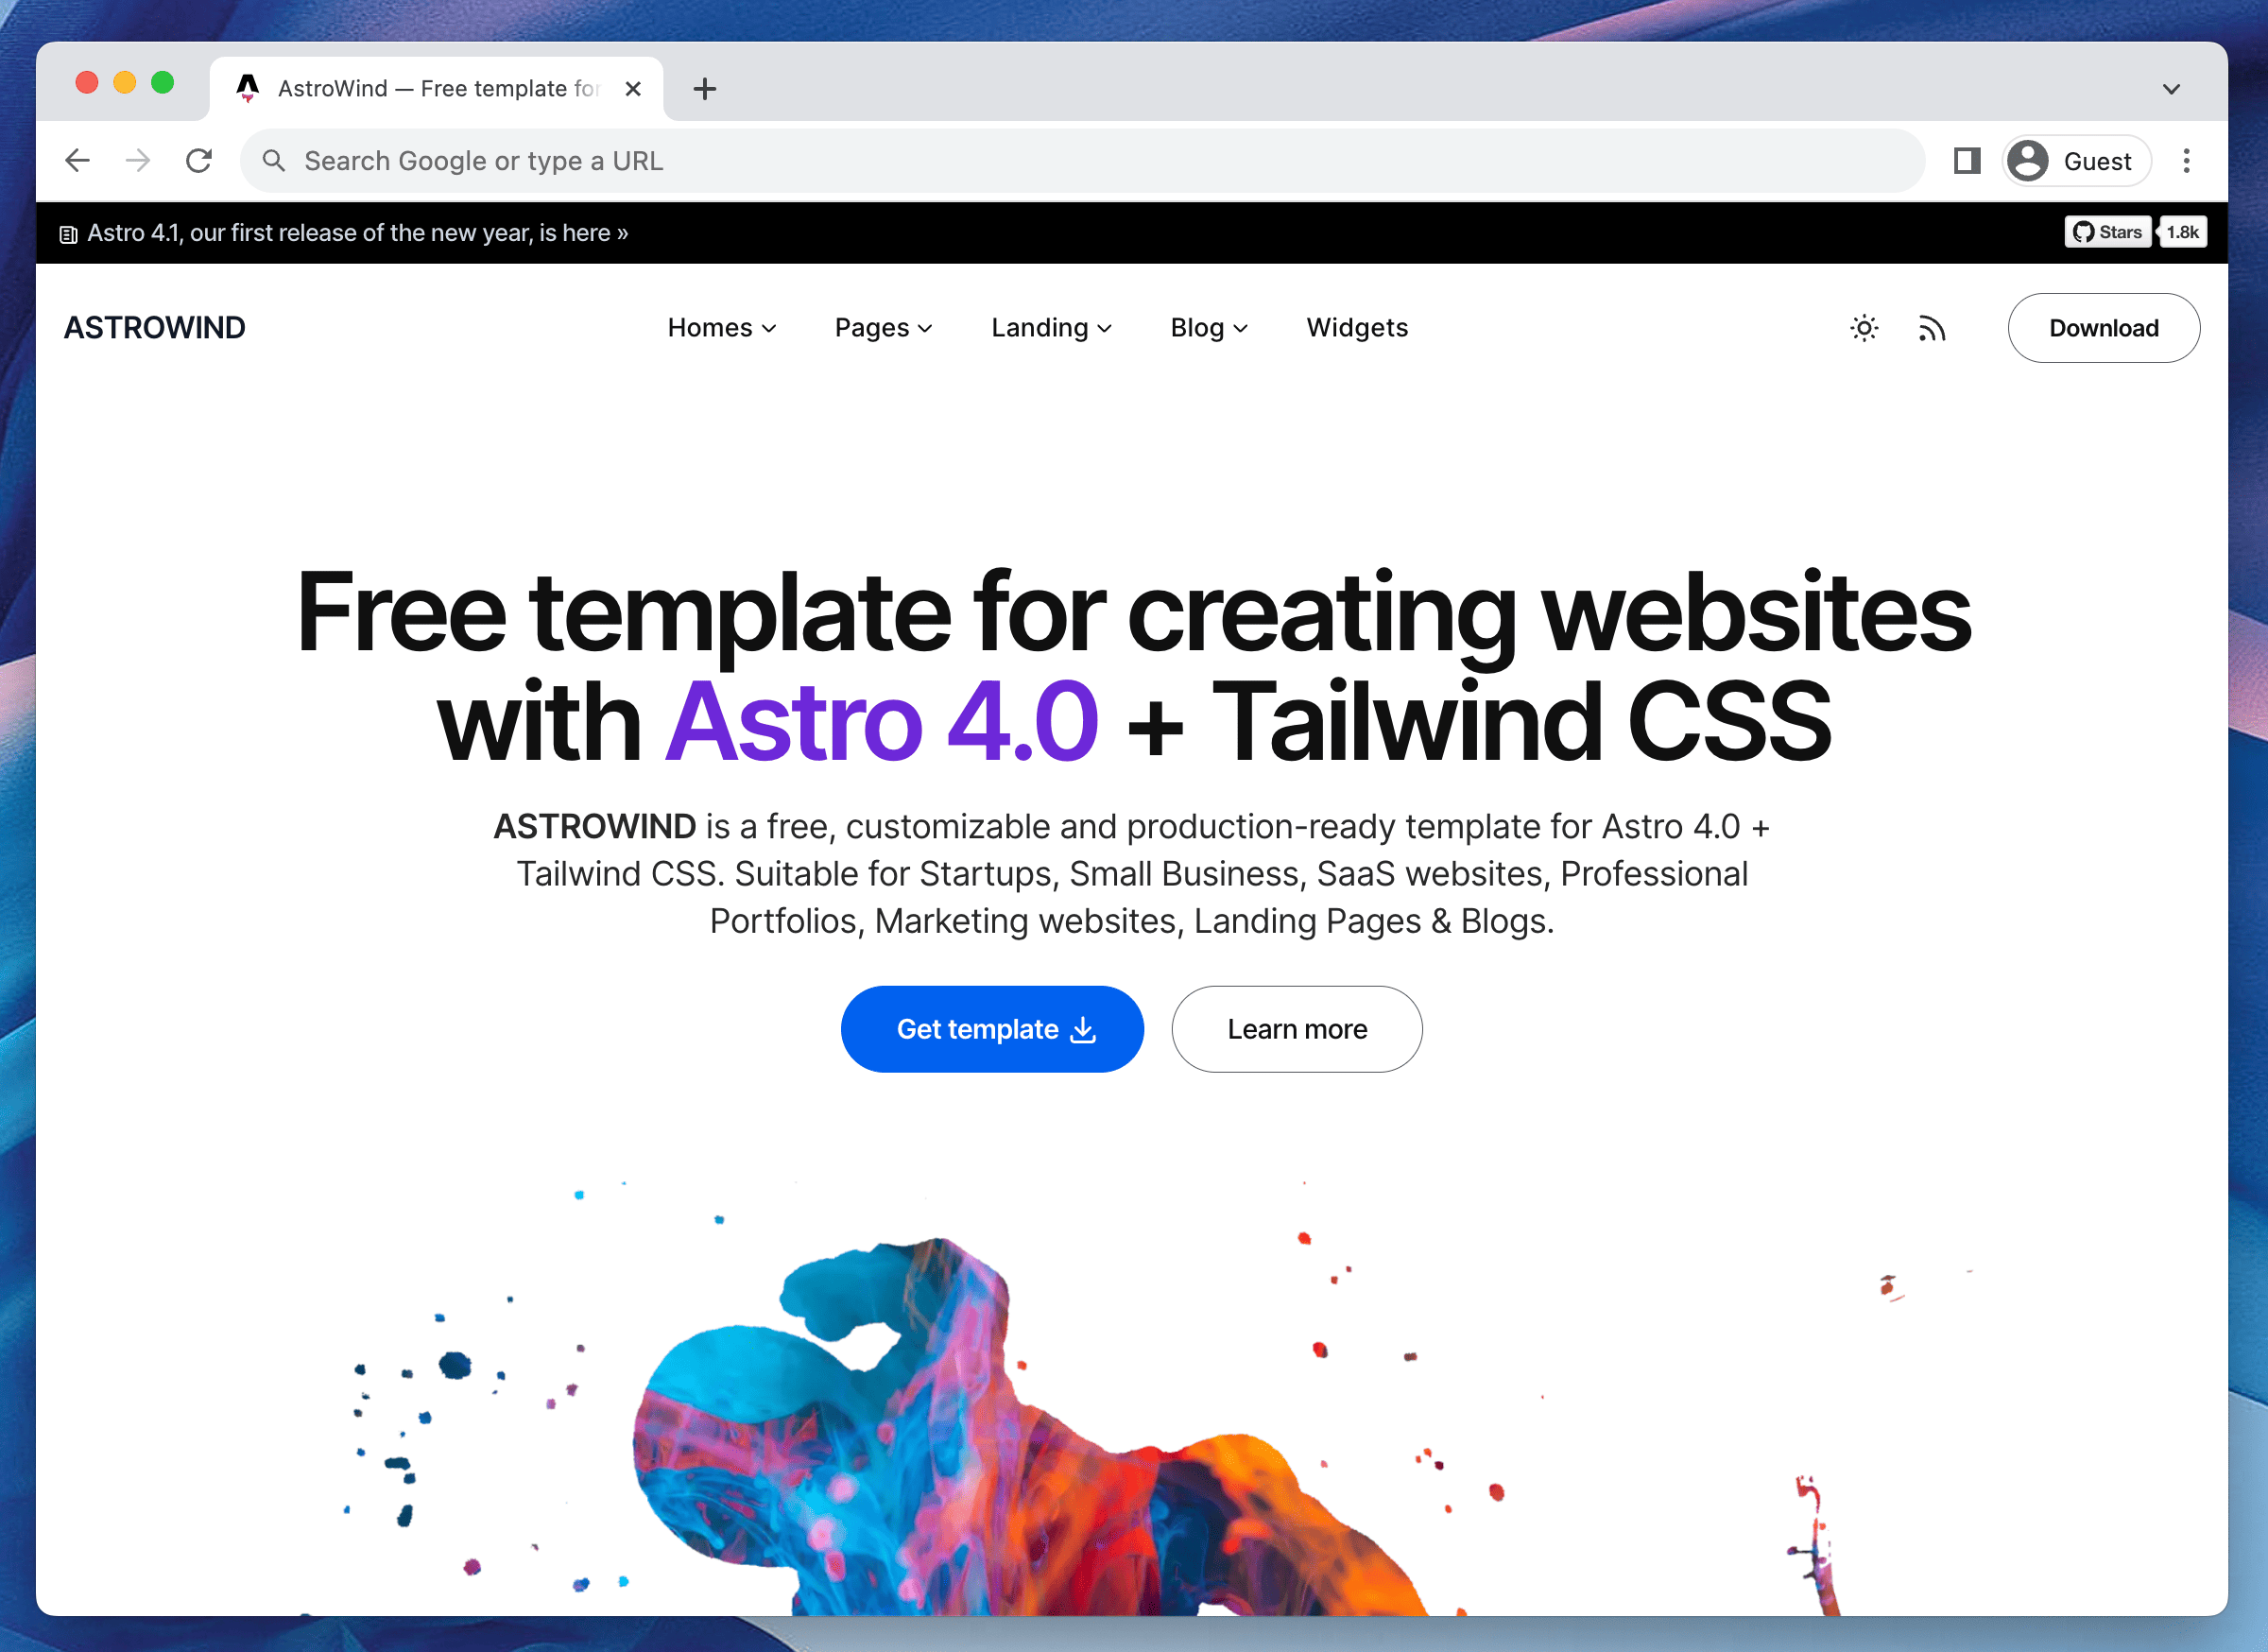 AstroWind — Free template for
Search Google or type a URL
Guest
Astro 4.1, our first release of the new year, is here »
Stars
1.8k
ASTROWIND
Homes
Pages
Landing
Blog
Widgets
Download
Free template for creating websites
with Astro 4.0 + Tailwind CSS
ASTROWIND is a free, customizable and production-ready template for Astro 4.0 +
Tailwind CSS. Suitable for Startups, Small Business, SaaS websites, Professional
Portfolios, Marketing websites, Landing Pages & Blogs.
Get template
Learn more